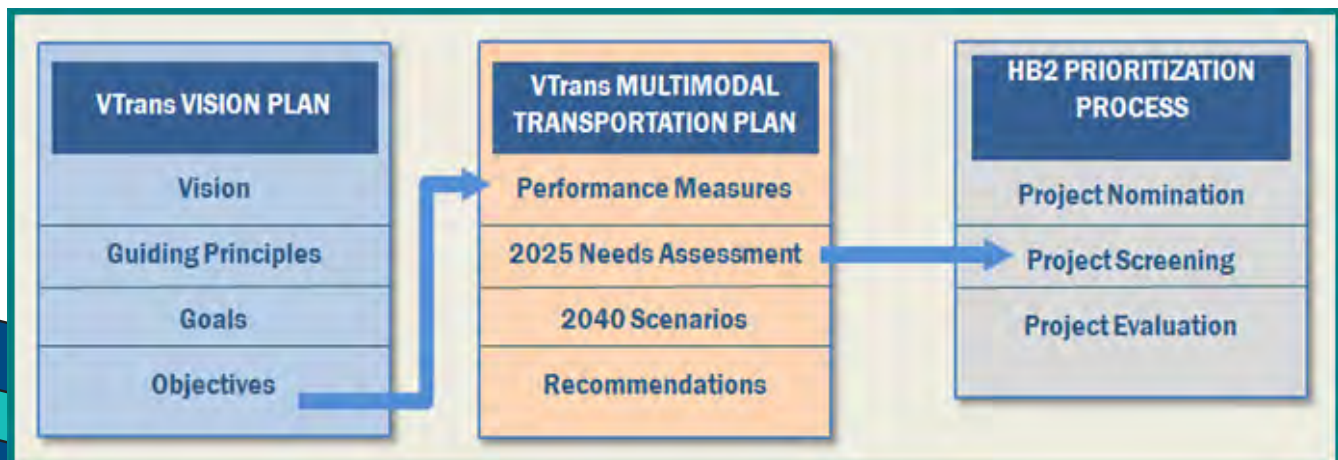 VTrans VISION PLAN
Vision
Guiding Principles
Goals
Objectives
VTrans MULTIMODAL
TRANSPORTATION PLAN
Performance Measures
2025 Needs Assessment
2040 Scenarios
Recommendations
HB2 PRIORITIZATION
PROCESS
Project Nomination
Project Screening
Project Evaluation